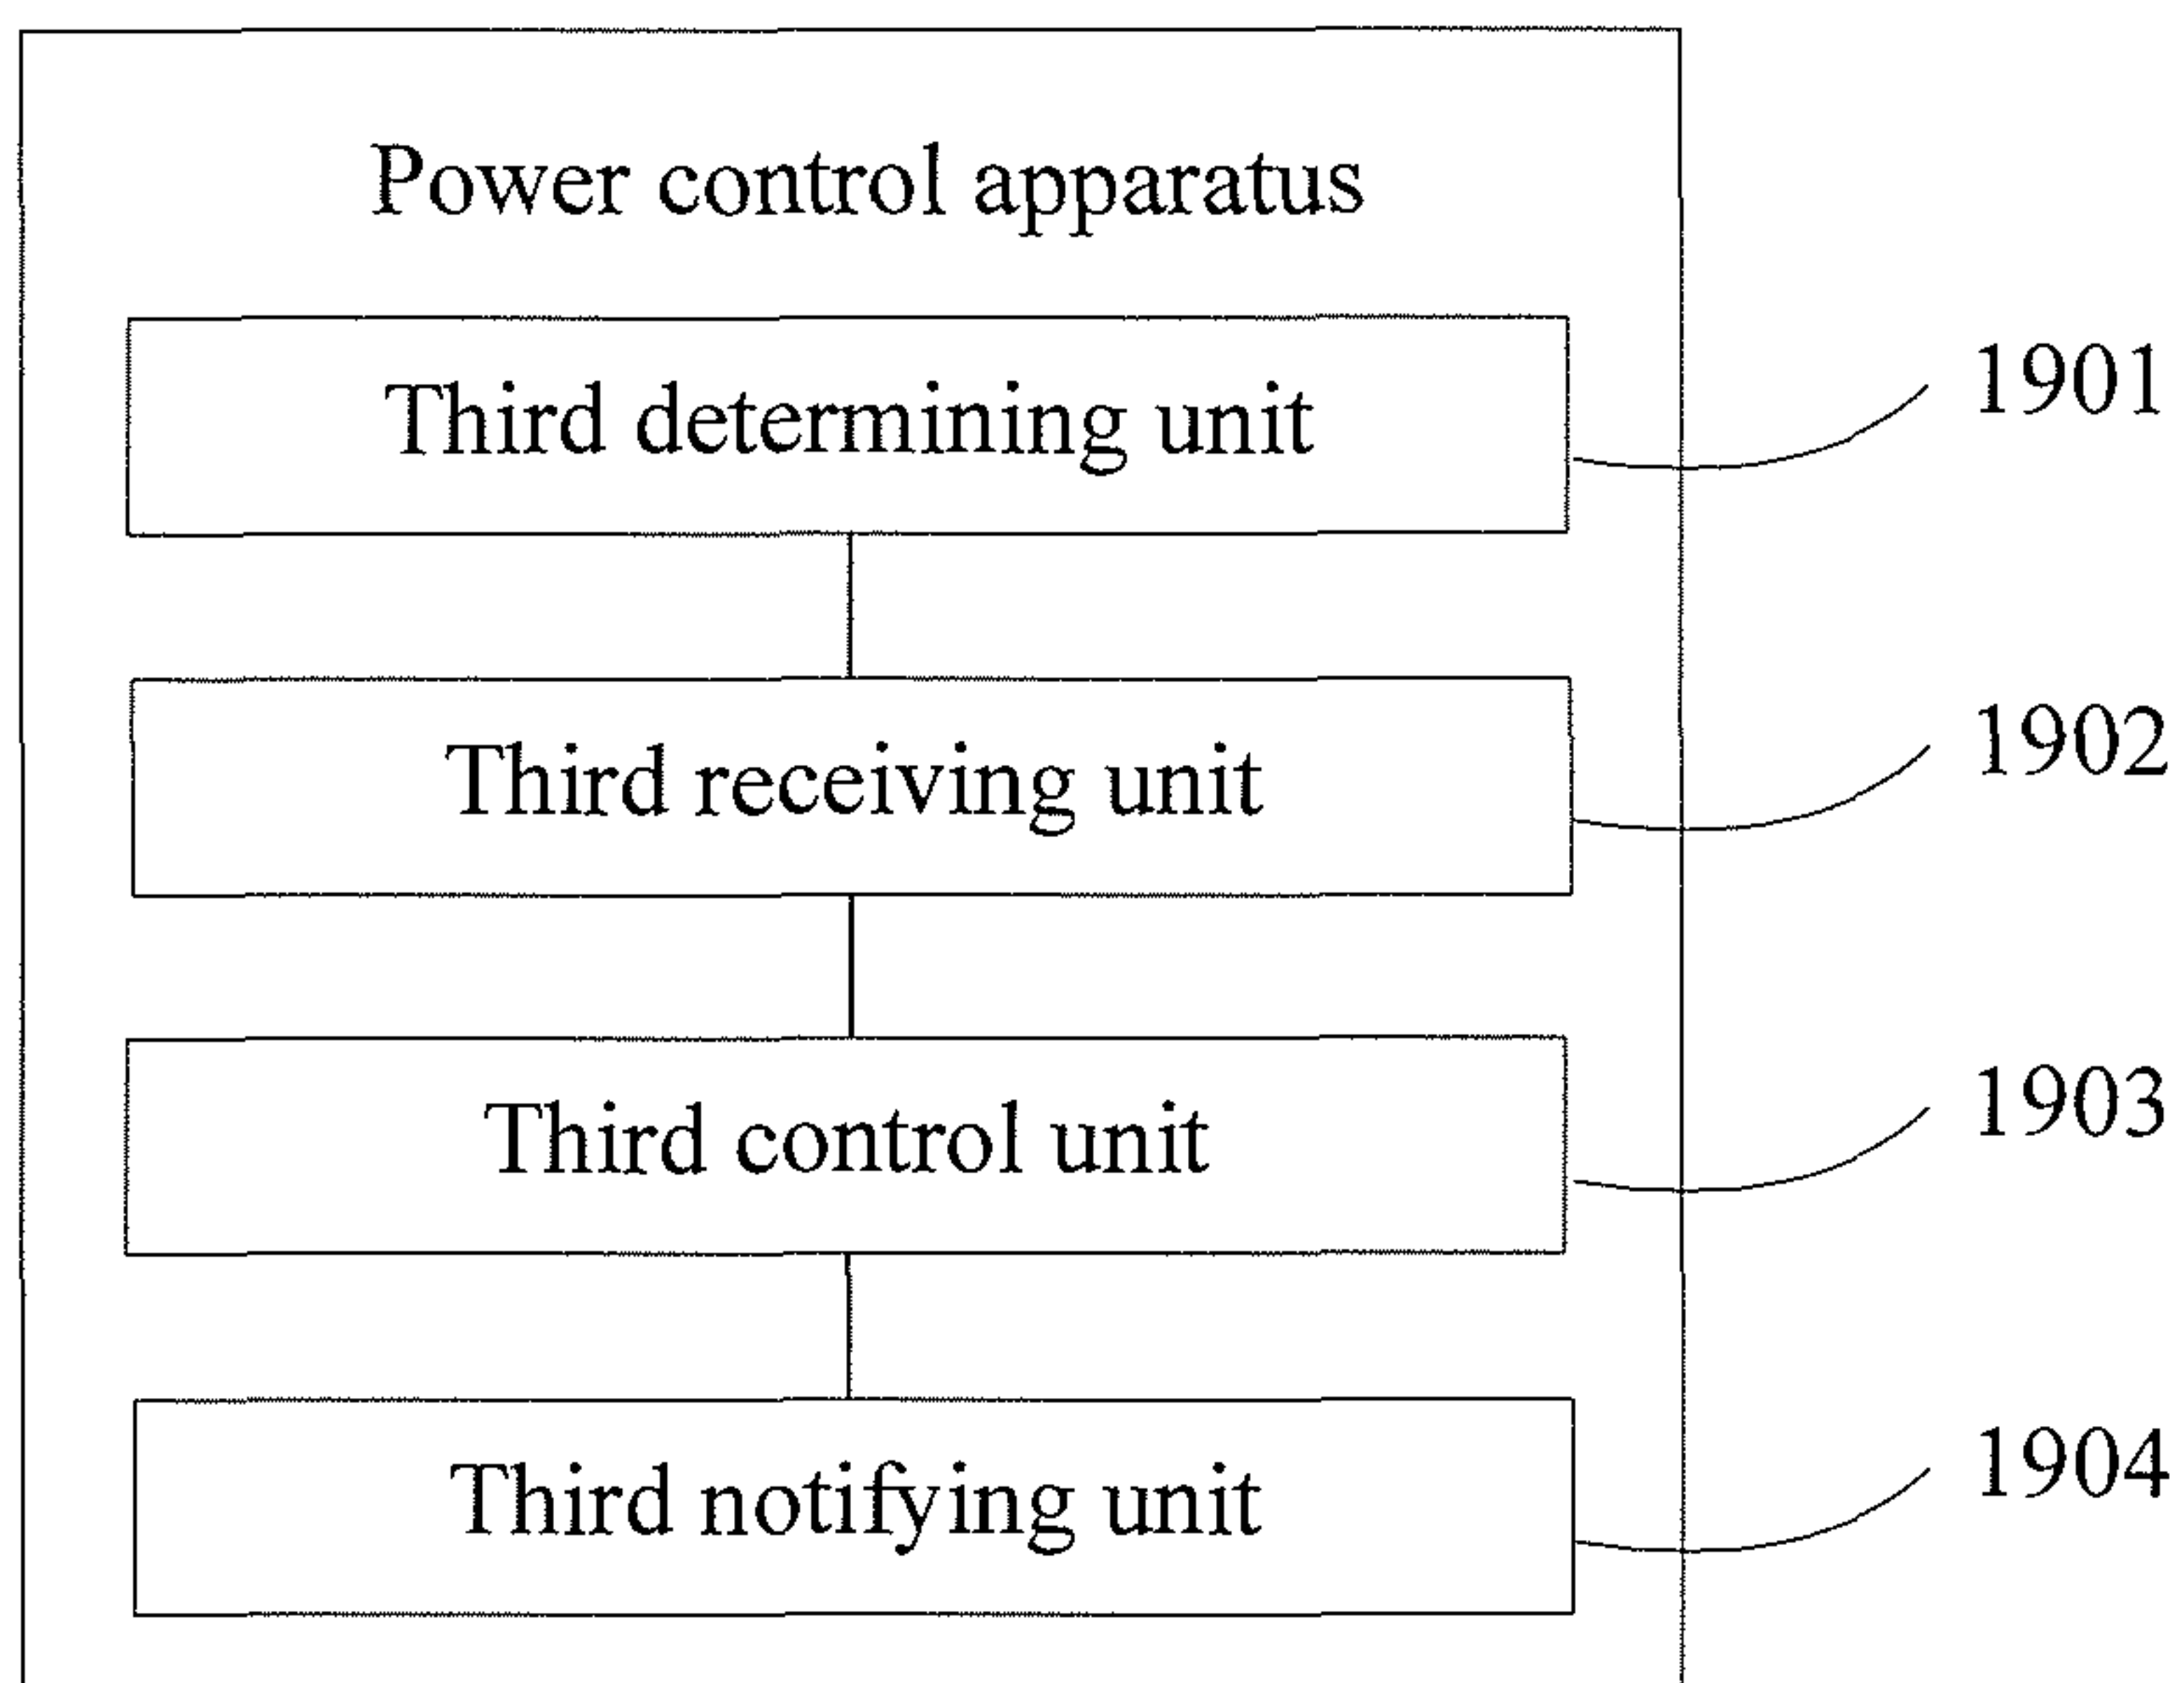 Power control apparatus
Third determining unit
1901
Third receiving unit
1902
Third control unit
1903
Third notifying unit
1904